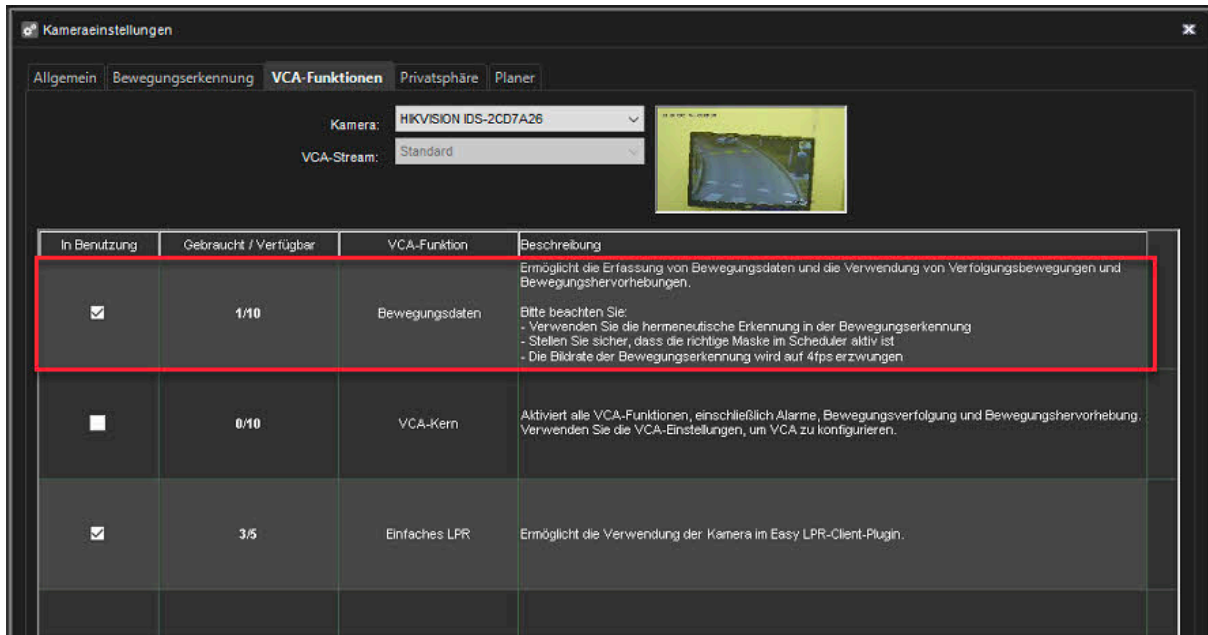 Kameraeinstellungen
Allgemein Bewegungserkennung VCA-Funktionen Privatsphäre Planer
Kamera: HIKVISION IDS-2CD7A26
VCA-Stream: Standard
In Benutzung Gebraucht / Verfügbar VCA-Funktion Beschreibung
Ermöglicht die Erfassung von Bewegungsdaten und die Verwendung von Verfolgungsbewegungen und
Bewegungshervorhebungen.
Bitte beachten Sie:
1/10 Bewegungsdaten
- Verwenden Sie die hermeneutische Erkennung in der Bewegungserkennung
- Stellen Sie sicher, dass die richtige Maske im Scheduler aktiv ist
- Die Bildrate der Bewegungserkennung wird auf 4fps erzwungen
0/10 VCA-Kern
Aktiviert alle VCA-Funktionen, einschließlich Alarme, Bewegungsverfolgung und Bewegungshervorhebung.
Verwenden Sie die VCA-Einstellungen, um VCA zu konfigurieren.
3/5 Einfaches LPR Ermöglicht die Verwendung der Kamera im Easy LPR-Client-Plugin.